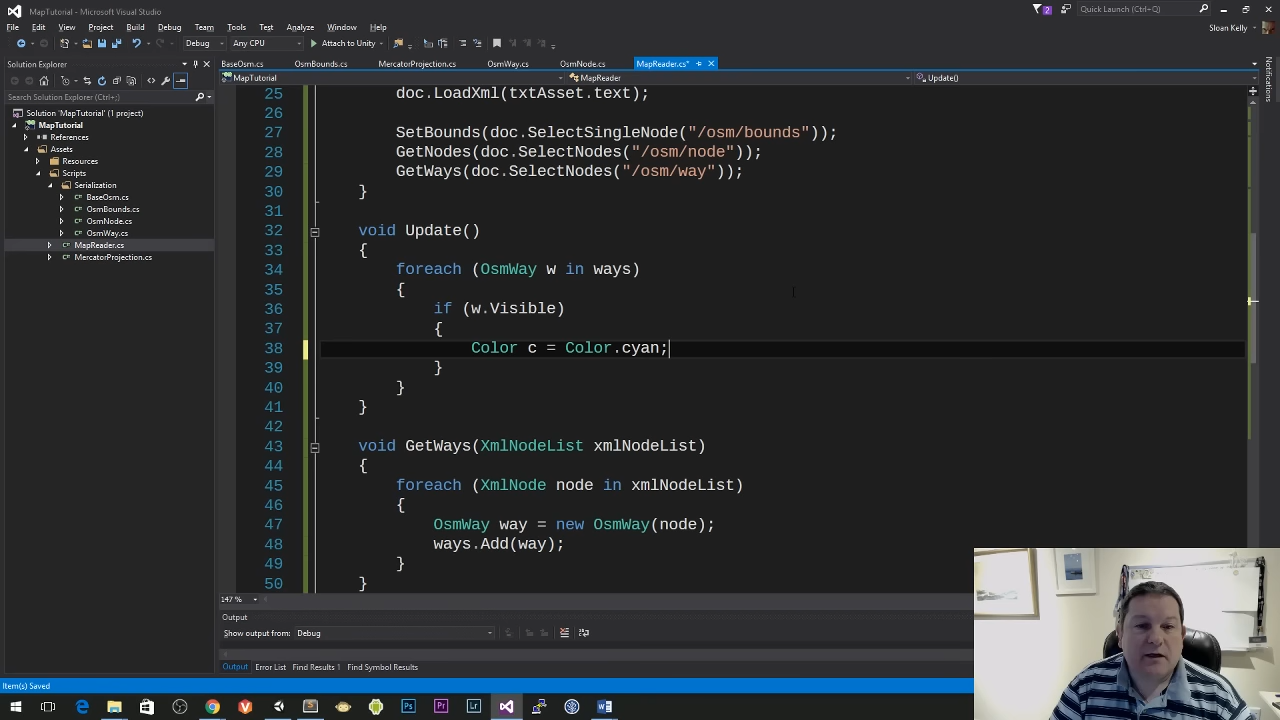 MapTutorial - Microsoft Visual Studio
2
Quick Launch (Ctrl+Q)
File Edit View Project Build Debug Team Tools Test Analyze Window Help
Sloan Kelly
Debug Any CPU Attach to Unity
Solution Explorer
BaseOsm.cs OsmBounds.cs MercatorProjection.cs OsmWay.cs OsmNode.cs MapReader.cs*
MapTutorial MapReader Update()
Notifications
Search Solution Explorer (Ctrl+;)
Solution 'MapTutorial' (1 project)
MapTutorial
References
Assets
Resources
Scripts
Serialization
BaseOsm.cs
OsmBounds.cs
OsmNode.cs
OsmWay.cs
MapReader.cs
MercatorProjection.cs
25 doc.LoadXml(txtAsset.text);
26
27 SetBounds(doc.SelectSingleNode("/osm/bounds"));
28 GetNodes(doc.SelectNodes("/osm/node"));
29 GetWays(doc.SelectNodes("/osm/way"));
30 }
31
32 void Update()
33 {
34 foreach (OsmWay w in ways)
35 {
36 if (w.Visible)
37 {
38 Color c = Color.cyan;
39 }
40 }
41 }
42
43 void GetWays(XmlNodeList xmlNodeList)
44 {
45 foreach (XmlNode node in xmlNodeList)
46 {
47 OsmWay way = new OsmWay(node);
48 ways.Add(way);
49 }
50 }
147 %
Output
Show output from: Debug
Output Error List Find Results 1 Find Symbol Results
Item(s) Saved